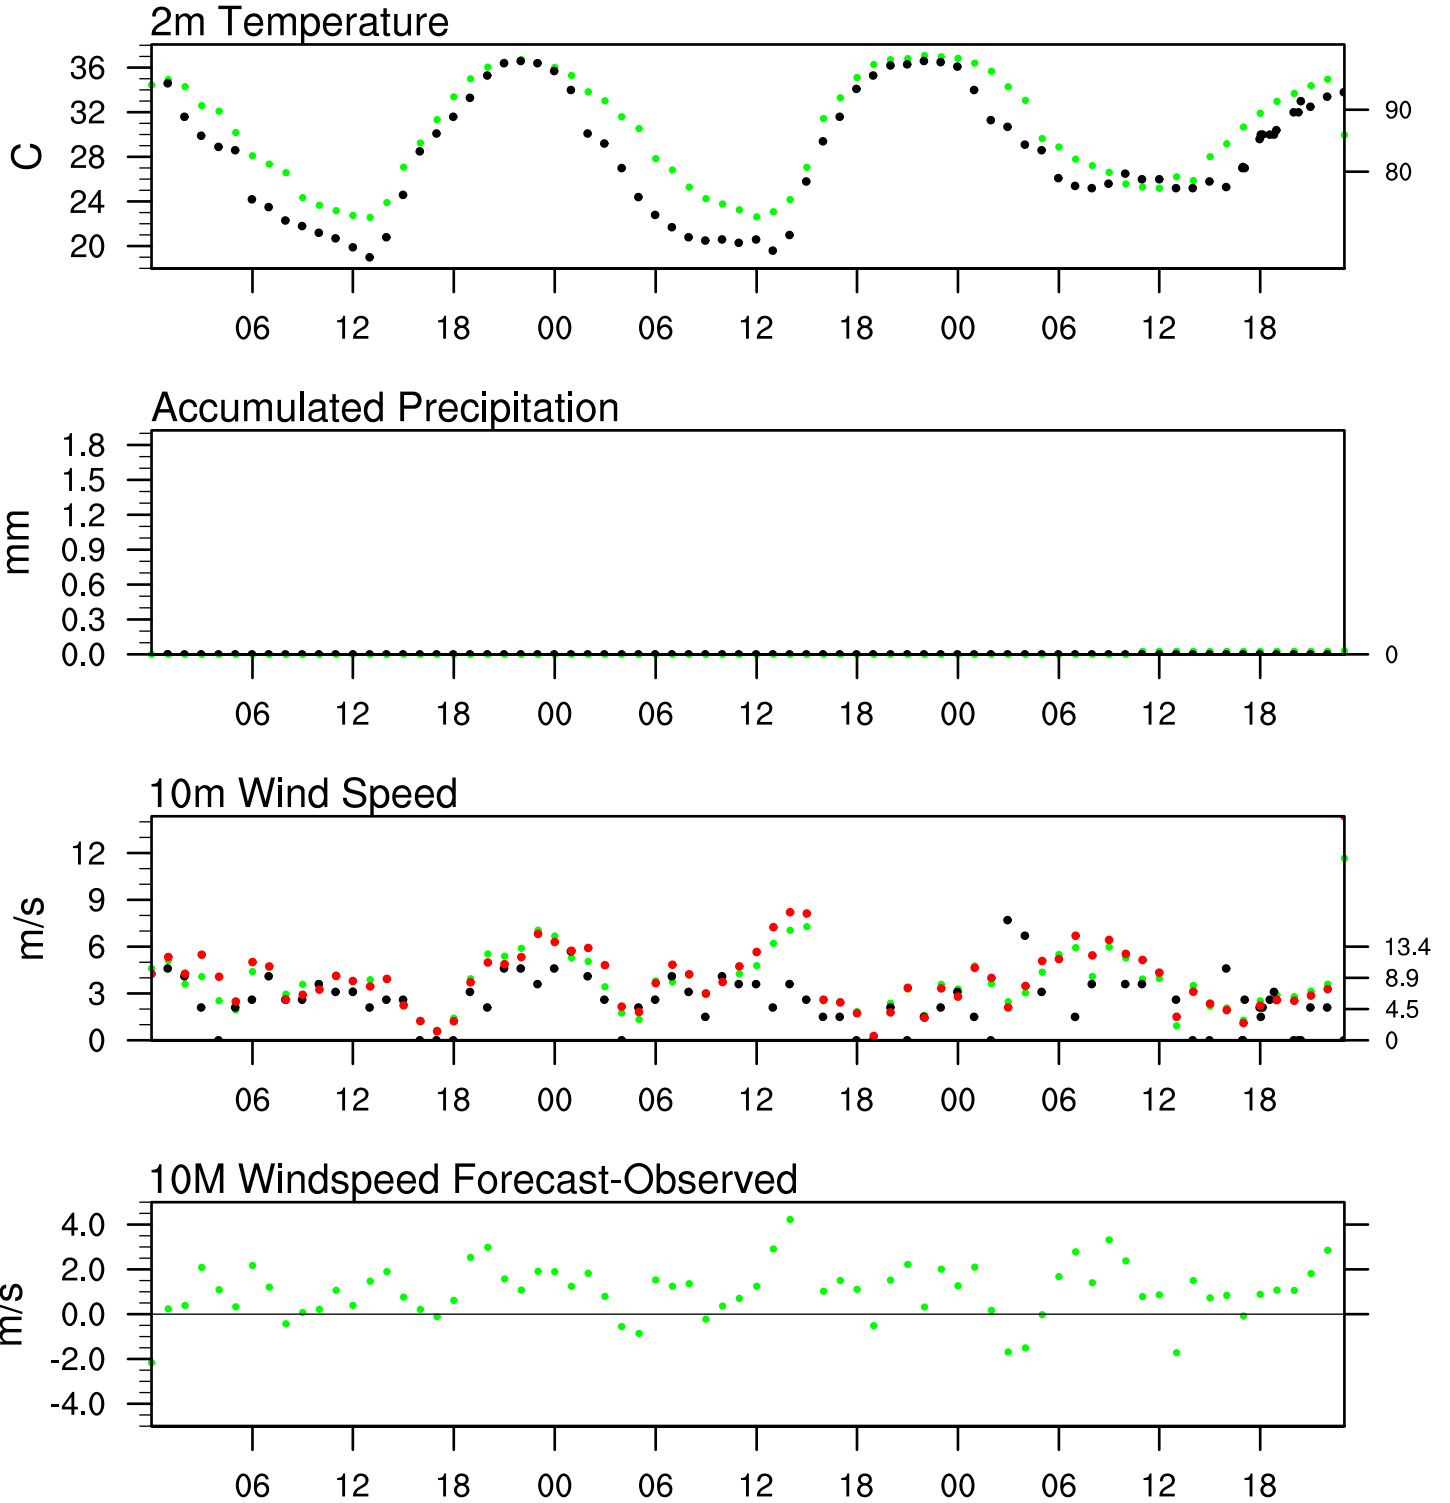 2m Temperature
36
32
28
24
20
C
90
80
06 12 18 00 06 12 18 00 06 12 18
Accumulated Precipitation
1.8
1.5
1.2
0.9
0.6
0.3
0.0
mm
0
06 12 18 00 06 12 18 00 06 12 18
10m Wind Speed
12
9
6
3
0
m/s
13.4
8.9
4.5
0
06 12 18 00 06 12 18 00 06 12 18
10M Windspeed Forecast-Observed
4.0
2.0
0.0
-2.0
-4.0
m/s
06 12 18 00 06 12 18 00 06 12 18